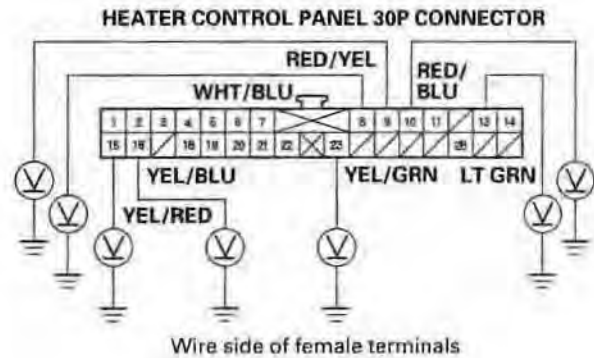 HEATER CONTROL PANEL 30P CONNECTOR
RED/YEL
RED/
BLU
WHT/BLU
1 2 3 4 5 6 7 8 9 10 11 13 14
15 16 18 19 20 21 22 23 28
YEL/BLU
YEL/GRN
LT GRN
YEL/RED
V V V V V V V
Wire side of female terminals